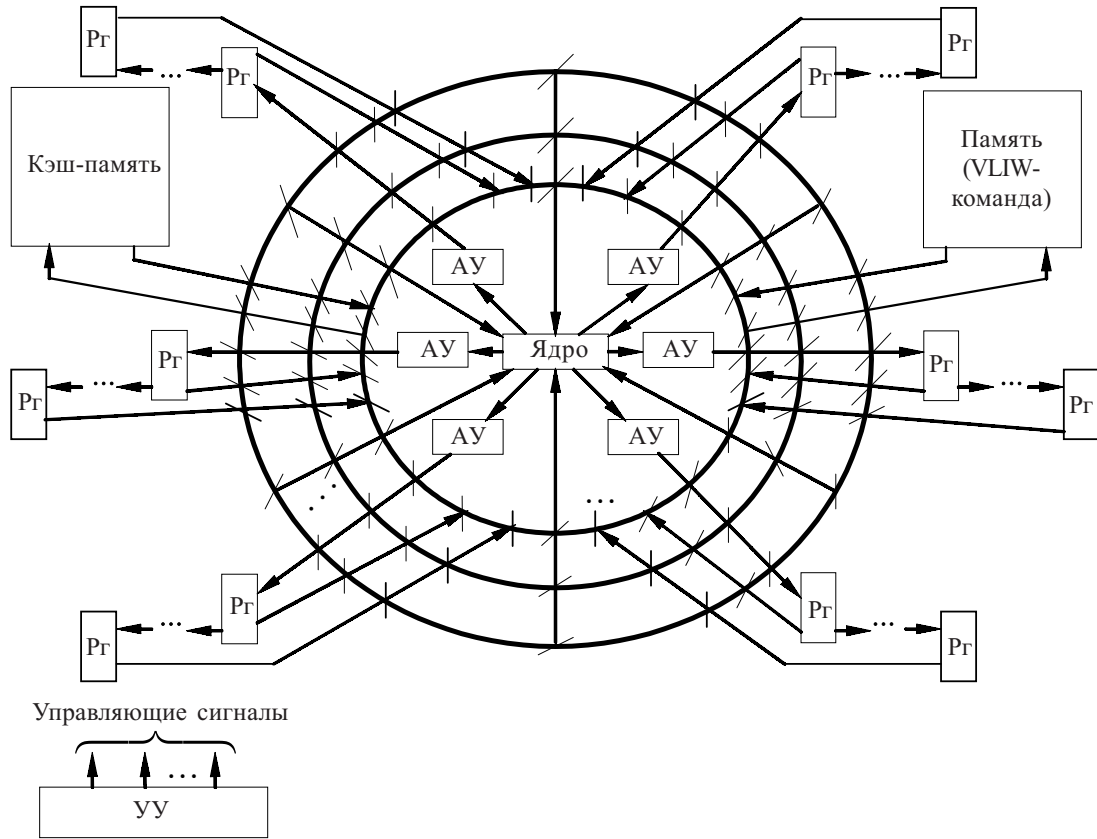 Рг
Рг
...
Рг
Рг
...
Кэш-память
Память
(VLIW-
команда)
АУ
АУ
Рг
АУ
Ядро
АУ
Рг
Рг
...
...
Рг
АУ
АУ
...
...
Рг
Рг
Рг
...
...
Рг
Управляющие сигналы
...
УУ